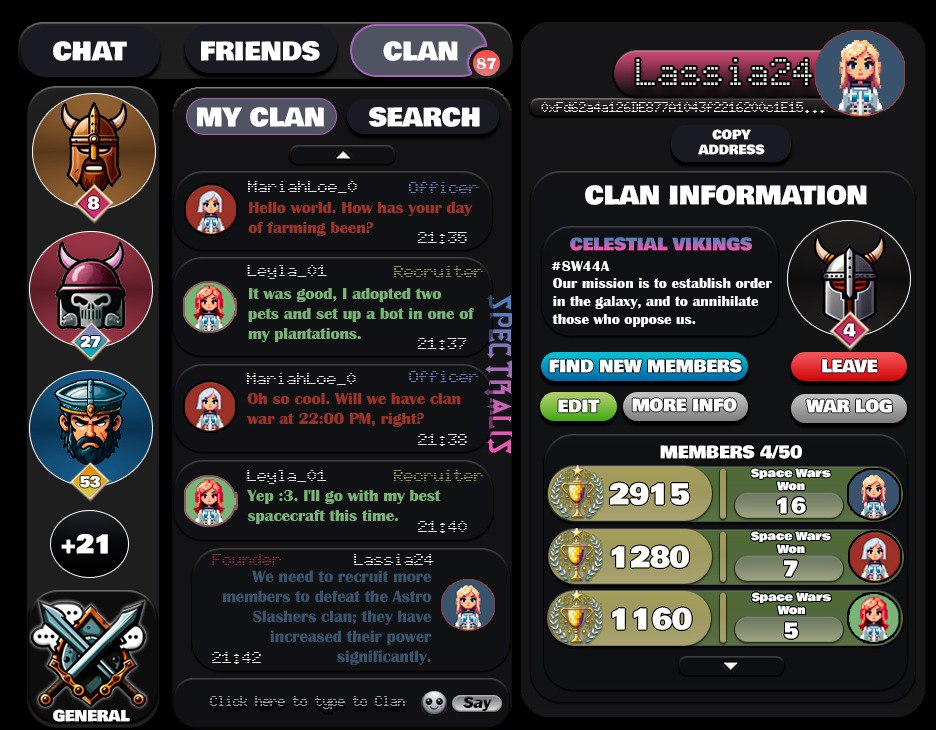 CHAT
FRIENDS
CLAN
87
8
27
53
+21
GENERAL
MY CLAN
SEARCH
MariahLoe_0
Officer
Hello world. How has your day
of farming been?
21:35
Leyla_01
Recruiter
It was good, I adopted two
pets and set up a bot in one of
my plantations.
21:37
MariahLoe_0
Officer
Oh so cool. Will we have clan
war at 22:00 PM, right?
21:38
Leyla_01
Recruiter
Yep :3. I'll go with my best
spacecraft this time.
21:40
Founder
Lassia24
We need to recruit more
members to defeat the Astro
Slashers clan; they have
increased their power
significantly.
21:42
Click here to type to Clan
Say
SPECTRALIS
Lassia24
0xFd62a4a126DE877A1043f2216200c1E15...
COPY
ADDRESS
CLAN INFORMATION
CELESTIAL VIKINGS
#8W44A
Our mission is to establish order
in the galaxy, and to annihilate
those who oppose us.
4
FIND NEW MEMBERS
LEAVE
EDIT
MORE INFO
WAR LOG
MEMBERS 4/50
2915
Space Wars
Won
16
1280
Space Wars
Won
7
1160
Space Wars
Won
5